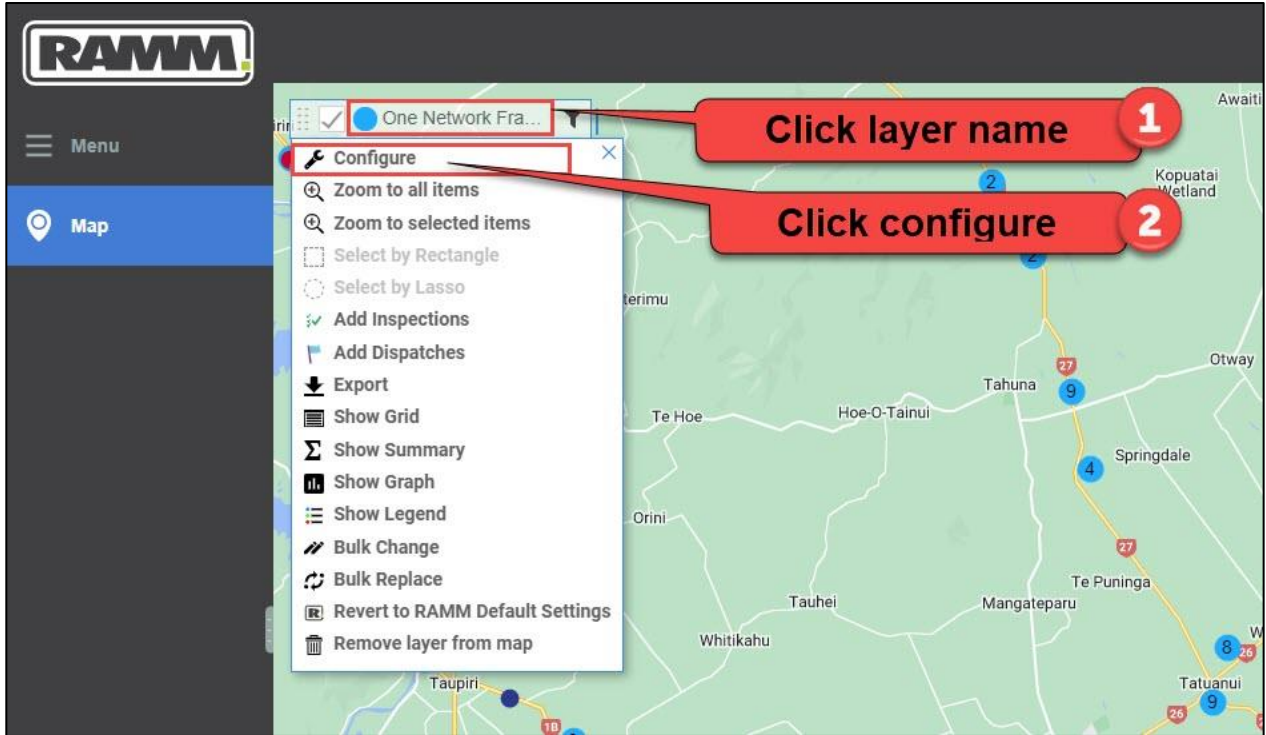 RAMM
Menu
Map
One Network Fra...
Configure
Zoom to all items
Zoom to selected items
Select by Rectangle
Select by Lasso
Add Inspections
Add Dispatches
Export
Show Grid
Show Summary
Show Graph
Show Legend
Bulk Change
Bulk Replace
R Revert to RAMM Default Settings
Remove layer from map
Click layer name 1
Click configure 2
Awaiti
Kopuatai
Wetland
2
2
terimu
27
Otway
Tahuna
9
Te Hoe
Hoe-O-Tainui
Springdale
4
Orini
27
Te Puninga
Tauhei
Mangateparu
Whitikahu
8
26
Taupiri
Tatuanui
9
26
1B